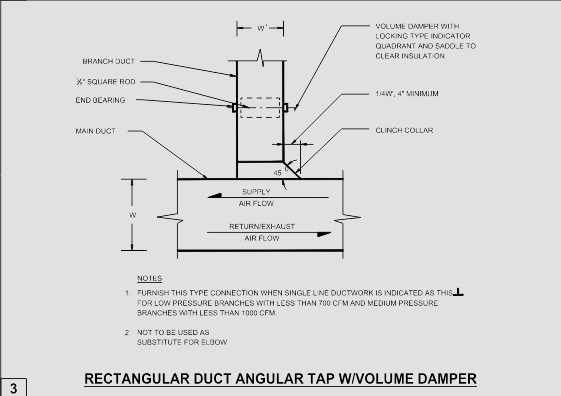 W'
VOLUME DAMPER WITH
LOCKING TYPE INDICATOR
QUADRANT AND SADDLE TO
CLEAR INSULATION
BRANCH DUCT
SQUARE ROD
END BEARING
1/4W', 4" MINIMUM
MAIN DUCT
CLINCH COLLAR
45°
SUPPLY
AIR FLOW
W
RETURN/EXHAUST
AIR FLOW
NOTES
1. FURNISH THIS TYPE CONNECTION WHEN SINGLE LINE DUCTWORK IS INDICATED AS THIS
FOR LOW PRESSURE BRANCHES WITH LESS THAN 700 CFM AND MEDIUM PRESSURE
BRANCHES WITH LESS THAN 1000 CFM.
2 NOT TO BE USED AS
SUBSTITUTE FOR ELBOW
3
RECTANGULAR DUCT ANGULAR TAP W/VOLUME DAMPER